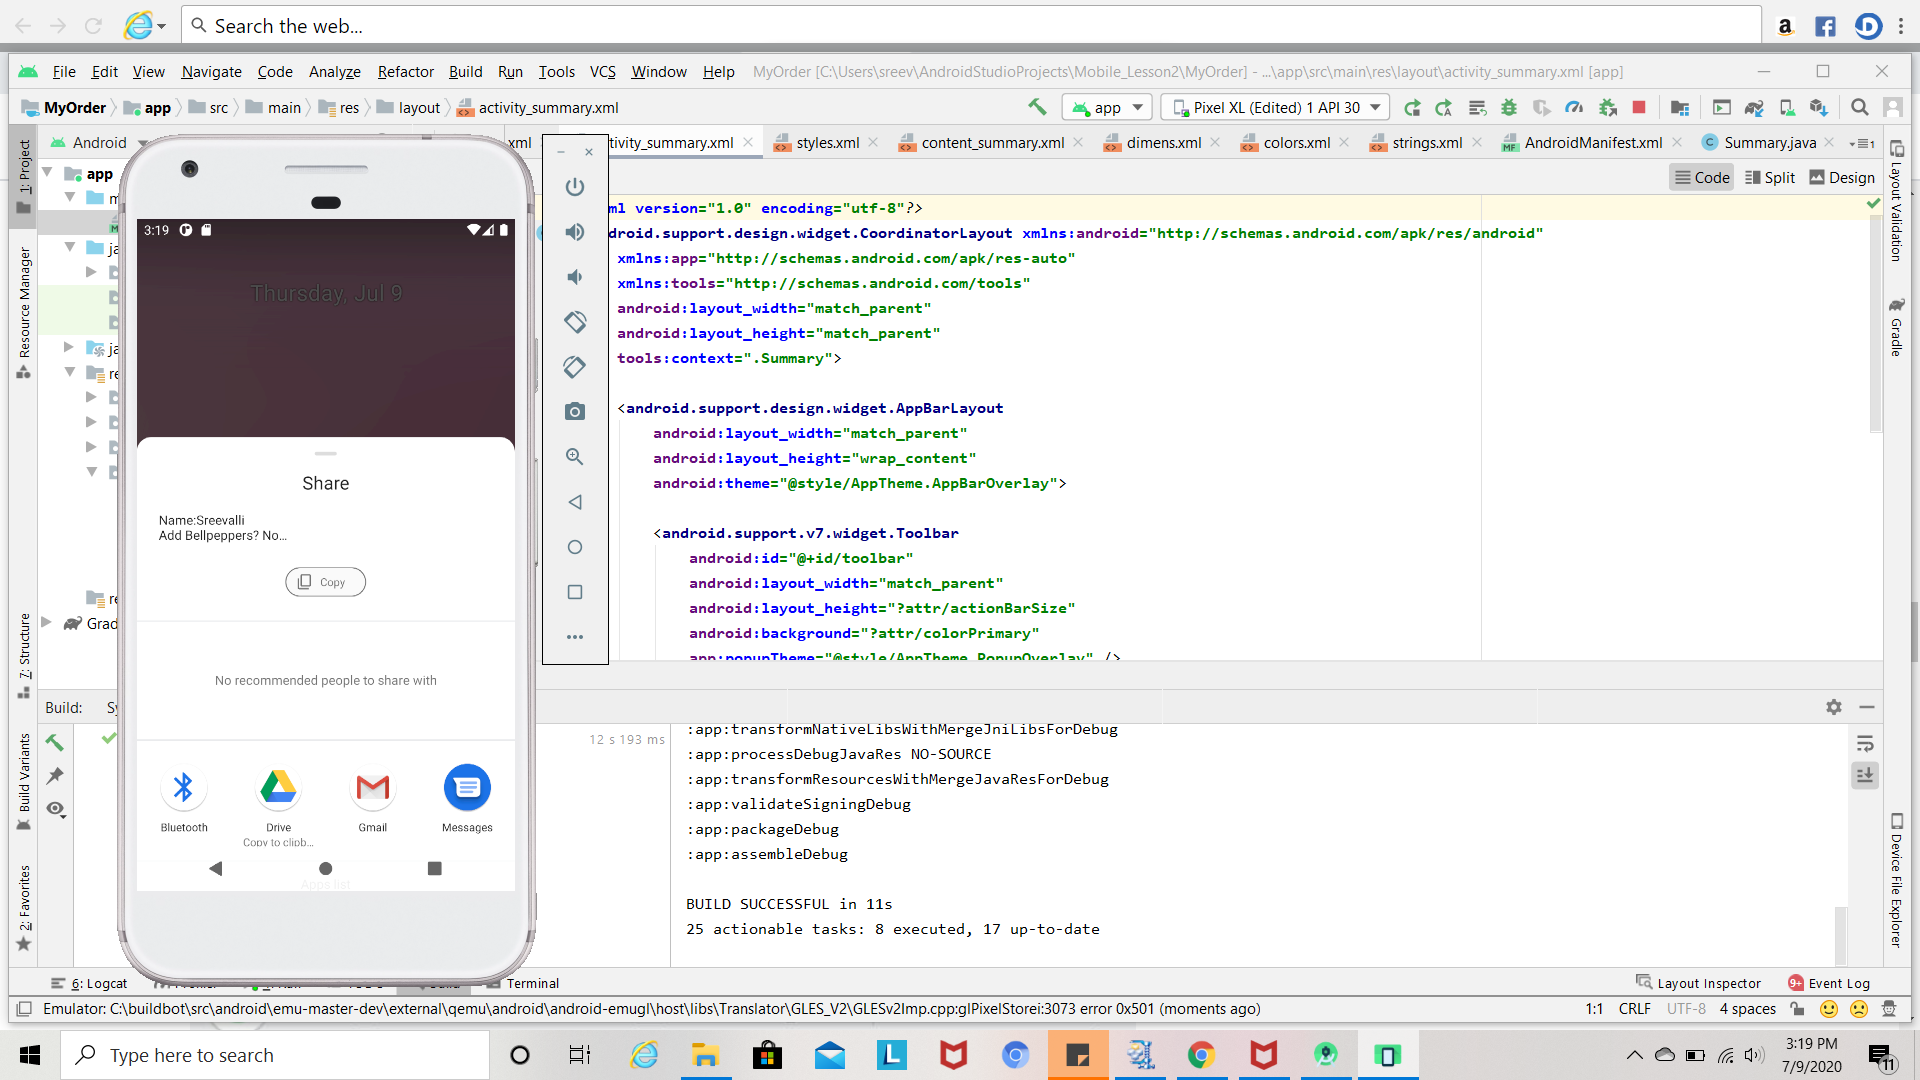 Search the web...
File Edit View Navigate Code Analyze Refactor Build Run Tools VCS Window Help MyOrder [C:\Users\sreev\AndroidStudioProjects\Mobile_Lesson2\MyOrder] - ...\app\src\main\res\layout\activity_summary.xml [app]
MyOrder app src main res layout activity_summary.xml
app
Pixel XL (Edited) 1 API 30
Android
xml
tivity_summary.xml styles.xml content_summary.xml dimens.xml colors.xml strings.xml AndroidManifest.xml Summary.java
Code Split Design
1: Project
Resource Manager
7: Structure
Build Variants
2: Favorites
Layout Validation
Gradle
Device File Explorer
app
m
ja
ja
re
re
Grad
3:19
Thursday, Jul 9
Share
Name:Sreevalli
Add Bellpeppers? No...
Copy
No recommended people to share with
Bluetooth Drive Gmail Messages
Copy to clipb...
Apps list
ml version="1.0" encoding="utf-8"?>
droid.support.design.widget.CoordinatorLayout xmlns:android="http://schemas.android.com/apk/res/android"
xmlns:app="http://schemas.android.com/apk/res-auto"
xmlns:tools="http://schemas.android.com/tools"
android:layout_width="match_parent"
android:layout_height="match_parent"
tools:context=".Summary">
<android.support.design.widget.AppBarLayout
android:layout_width="match_parent"
android:layout_height="wrap_content"
android:theme="@style/AppTheme.AppBarOverlay">
<android.support.v7.widget.Toolbar
android:id="@+id/toolbar"
android:layout_width="match_parent"
android:layout_height="?attr/actionBarSize"
android:background="?attr/colorPrimary"
app:popupTheme="@style/AppTheme.PopupOverlay" />
Build: Sy
12 s 193 ms
:app:transformNativeLibsWithMergeJniLibsForDebug
:app:processDebugJavaRes NO-SOURCE
:app:transformResourcesWithMergeJavaResForDebug
:app:validateSigningDebug
:app:packageDebug
:app:assembleDebug
BUILD SUCCESSFUL in 11s
25 actionable tasks: 8 executed, 17 up-to-date
6: Logcat Terminal Layout Inspector 9+ Event Log
Emulator: C:\buildbot\src\android\emu-master-dev\external\qemu\android\android-emugl\host\libs\Translator\GLES_V2\GLESv2Imp.cpp:glPixelStorei:3073 error 0x501 (moments ago)
1:1 CRLF UTF-8 4 spaces
Type here to search
3:19 PM
7/9/2020
11